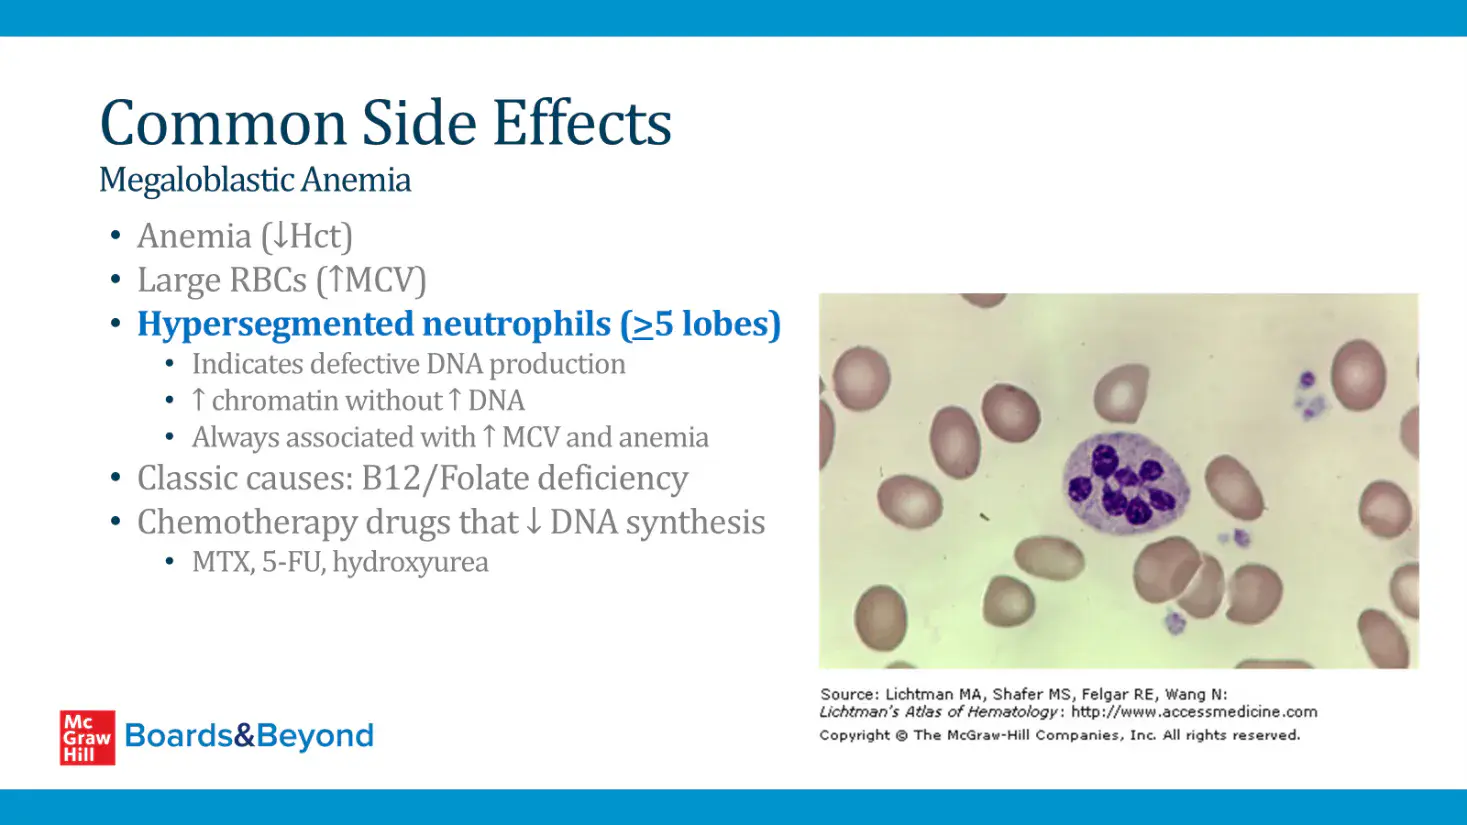 Common Side Effects
Megaloblastic Anemia
• Anemia (↓Hct)
• Large RBCs (↑MCV)
• Hypersegmented neutrophils (≥5 lobes)
• Indicates defective DNA production
• ↑ chromatin without ↑ DNA
• Always associated with ↑ MCV and anemia
• Classic causes: B12/Folate deficiency
• Chemotherapy drugs that ↓ DNA synthesis
• MTX, 5-FU, hydroxyurea
Source: Lichtman MA, Shafer MS, Felgar RE, Wang N:
Lichtman's Atlas of Hematology: http://www.accessmedicine.com
Copyright © The McGraw-Hill Companies, Inc. All rights reserved.
Mc
Graw
Hill
Boards&Beyond